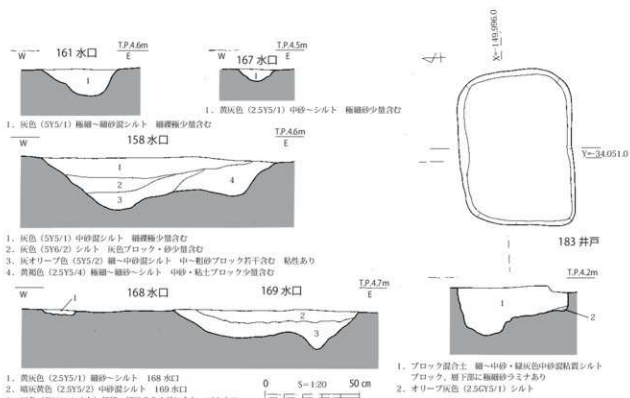 161 水口
T.P.4.6m
W
E
1
1. 灰色 (5Y5/1) 極細～細砂混シルト 細礫極少量含む
167 水口
T.P.4.5m
W
E
1
1. 黄灰色 (2.5Y5/1) 中砂～シルト 極細砂少量含む
158 水口
T.P.4.6m
W
E
1
2
3
4
1. 灰色 (5Y5/1) 中砂混シルト 細礫極少量含む
2. 灰色 (5Y6/2) シルト 灰色ブロック・砂少量含む
3. 灰オリーブ色 (5Y5/2) 細～中砂混シルト 中～粗砂ブロック若干含む 粘性あり
4. 黄褐色 (2.5Y5/4) 極細～細砂～シルト 中砂・粘土ブロック少量含む
168 水口
169 水口
T.P.4.7m
W
E
1
2
3
1. 黄灰色 (2.5Y5/1) 細砂～シルト 168 水口
2. 暗灰黄色 (2.5Y5/2) 中砂混シルト 169 水口
0
S=1:20
50 cm
X=-149,996.0
Y=-34,051.0
183 井戸
T.P.4.2m
1
2
1. ブロック混合土 細～中砂・緑灰色中砂混粘質シルト
ブロック、層下部に極細砂ラミナあり
2. オリーブ灰色 (2.5GY5/1) シルト